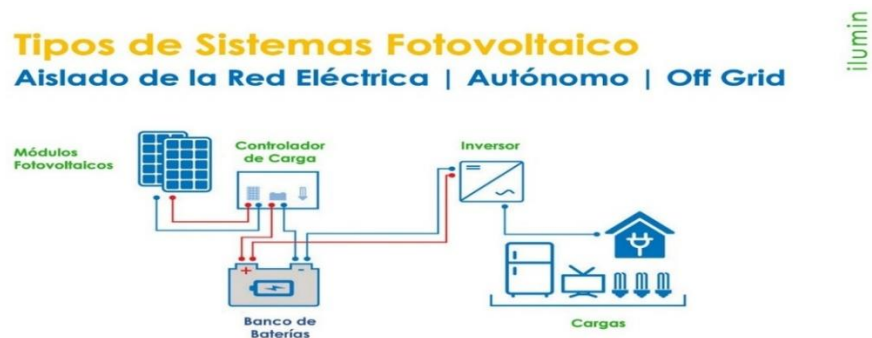 Tipos de Sistemas Fotovoltaico
Aislado de la Red Eléctrica | Autónomo | Off Grid
ilumin
Módulos
Fotovoltaicos
Controlador
de Carga
Inversor
+ -
Banco de
Baterías
Cargas